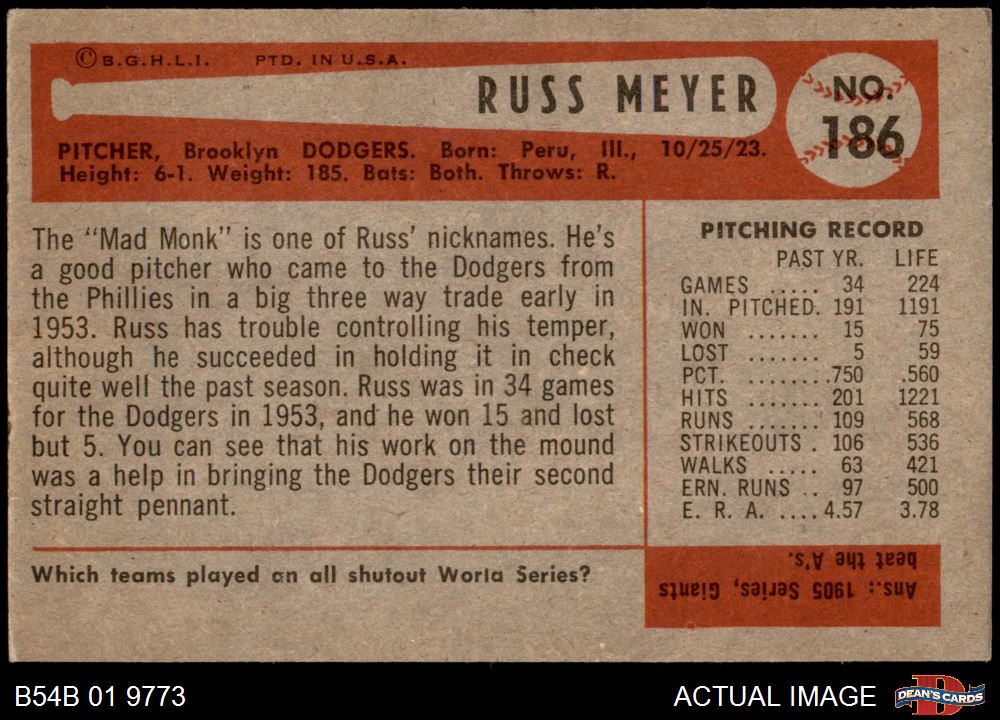 ©B.G.H.L.I. PTD. IN U.S.A.
RUSS MEYER
NO.
186
PITCHER, Brooklyn DODGERS. Born: Peru, Ill., 10/25/23.
Height: 6-1. Weight: 185. Bats: Both. Throws: R.
The "Mad Monk" is one of Russ' nicknames. He's
a good pitcher who came to the Dodgers from
the Phillies in a big three way trade early in
1953. Russ has trouble controlling his temper,
although he succeeded in holding it in check
quite well the past season. Russ was in 34 games
for the Dodgers in 1953, and he won 15 and lost
but 5. You can see that his work on the mound
was a help in bringing the Dodgers their second
straight pennant.
PITCHING RECORD
PAST YR. LIFE
GAMES ..... 34 224
IN. PITCHED. 191 1191
WON ....... 15 75
LOST ....... 5 59
PCT. ........750 .560
HITS ....... 201 1221
RUNS ....... 109 568
STRIKEOUTS . 106 536
WALKS ..... 63 421
ERN. RUNS .. 97 500
E. R. A. ....4.57 3.78
Which teams played on all shutout World Series?
Ans.: 1905 Series, Giants
beat the A's.
B54B 01 9773
ACTUAL IMAGE
D
DEAN'S CARDS